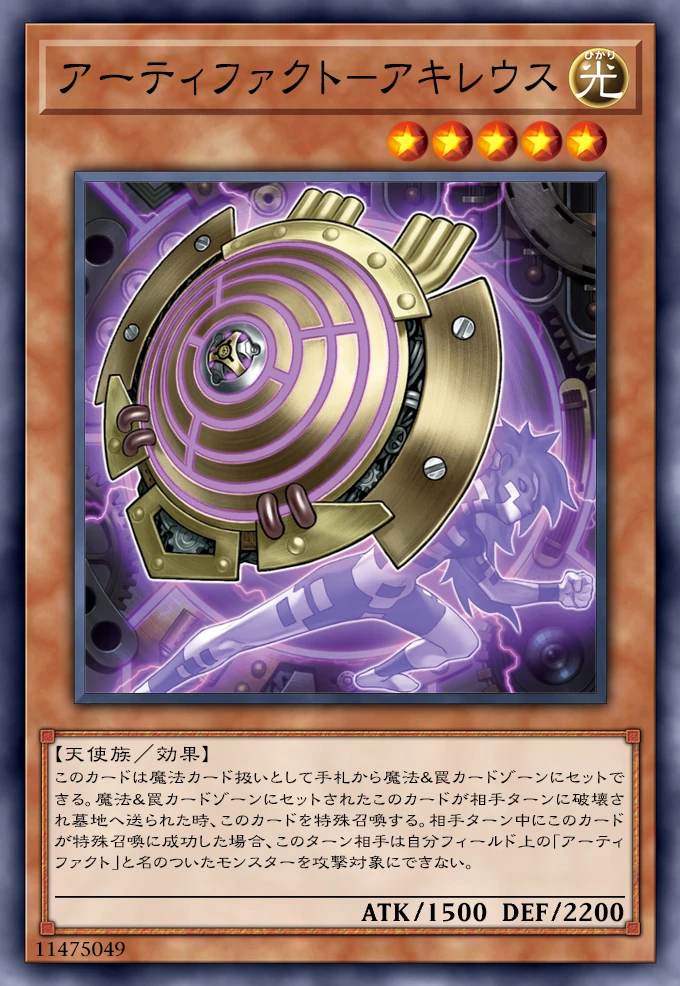 アーティファクト－アキレウス
ひかり
光
【天使族／効果】
このカードは魔法カード扱いとして手札から魔法&罠カードゾーンにセットで
きる。魔法&罠カードゾーンにセットされたこのカードが相手ターンに破壊さ
れ墓地へ送られた時、このカードを特殊召喚する。相手ターン中にこのカード
が特殊召喚に成功した場合、このターン相手は自分フィールド上の「アーティ
ファクト」と名のついたモンスターを攻撃対象にできない。
ATK/1500 DEF/2200
11475049